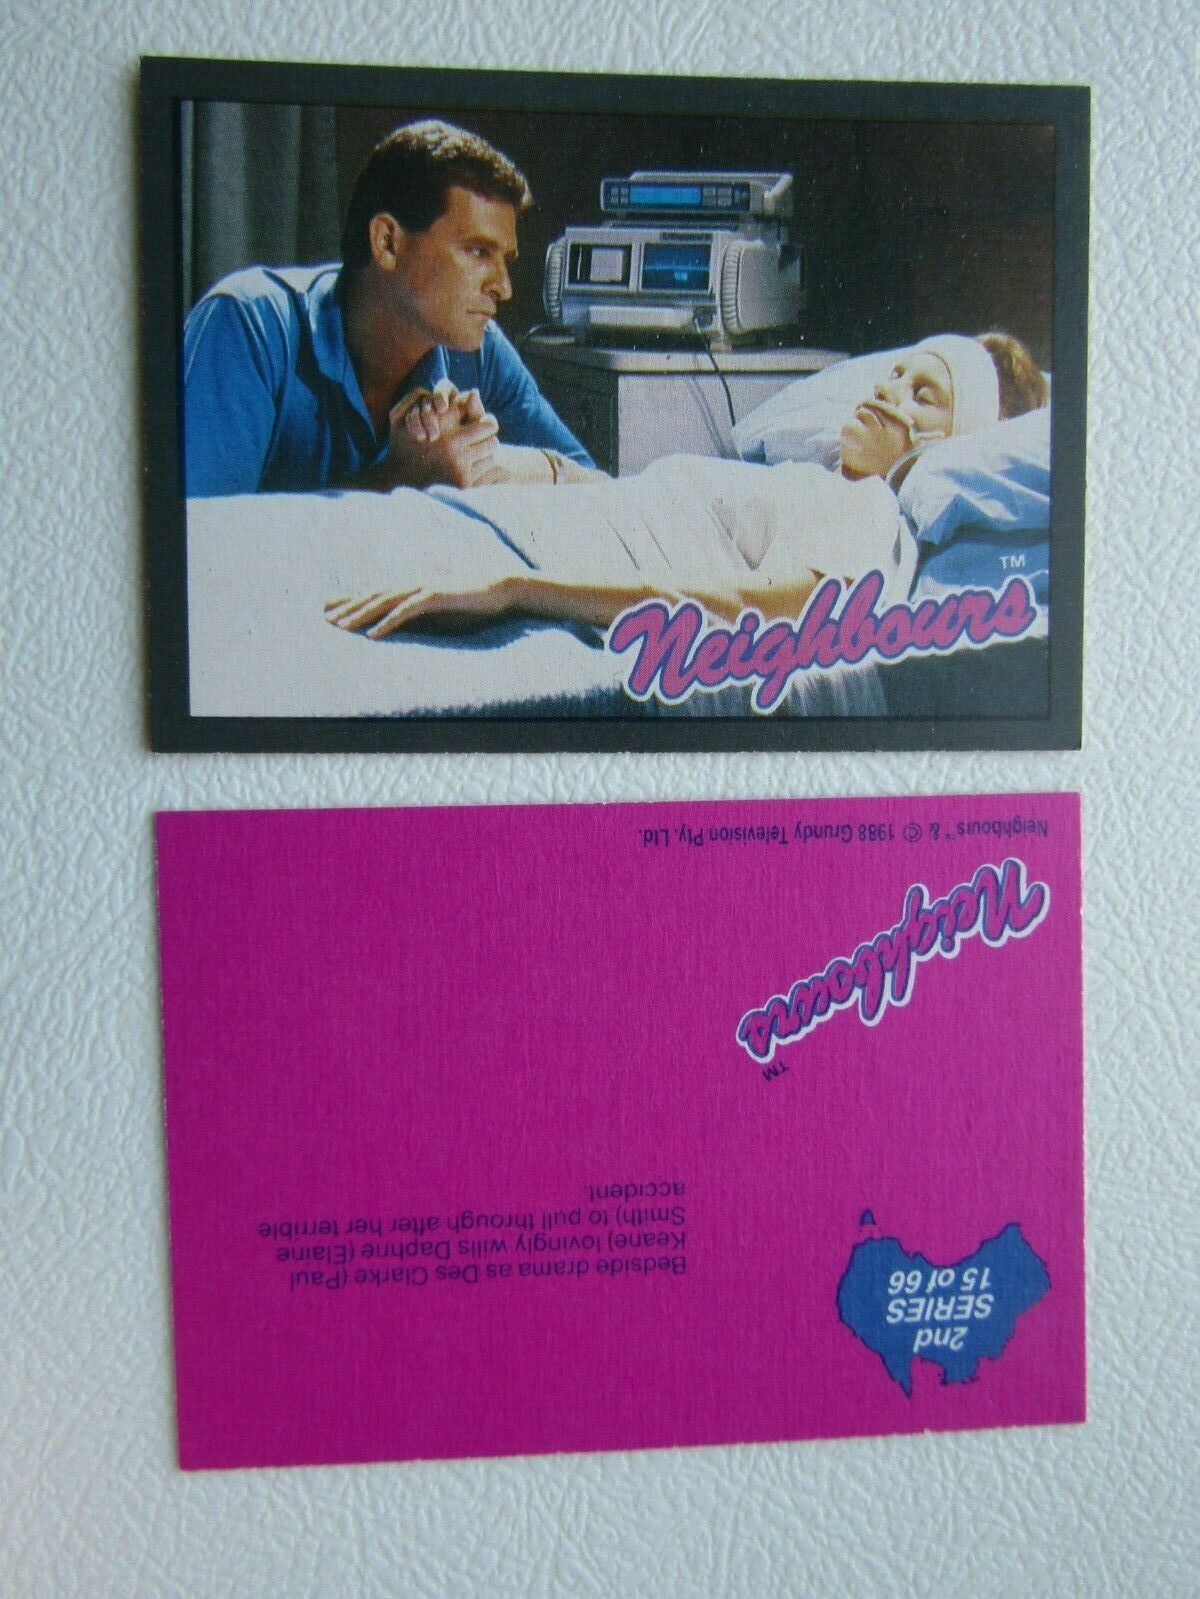 TM
Neighbours
2nd
SERIES
15 of 66
Bedside drama as Des Clarke (Paul
Keane) lovingly wills Daphne (Elaine
Smith) to pull through after her terrible
accident.
TM
Neighbours
Neighbours™ & © 1988 Grundy Television Pty. Ltd.